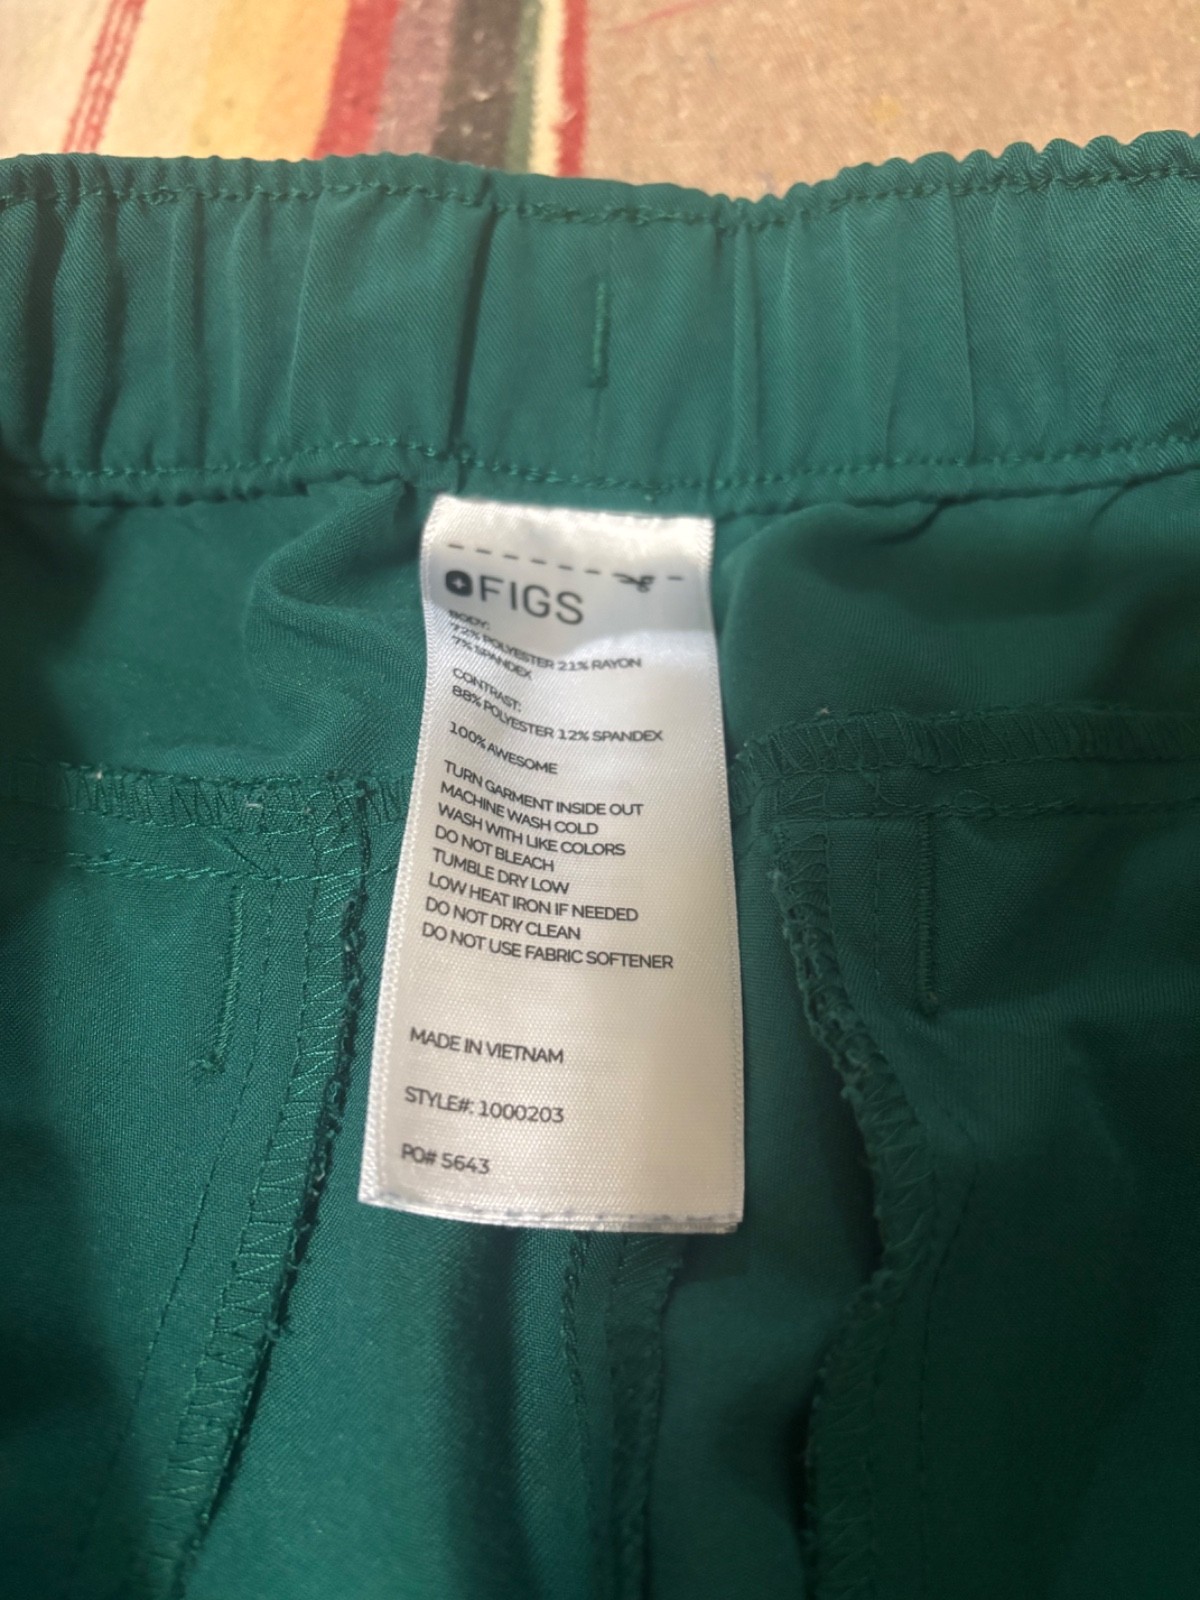 FIGS
BODY:
72% POLYESTER 21% RAYON
7% SPANDEX
CONTRAST:
88% POLYESTER 12% SPANDEX
100% AWESOME
TURN GARMENT INSIDE OUT
MACHINE WASH COLD
WASH WITH LIKE COLORS
DO NOT BLEACH
TUMBLE DRY LOW
LOW HEAT IRON IF NEEDED
DO NOT DRY CLEAN
DO NOT USE FABRIC SOFTENER
MADE IN VIETNAM
STYLE#: 1000203
PO# 5643